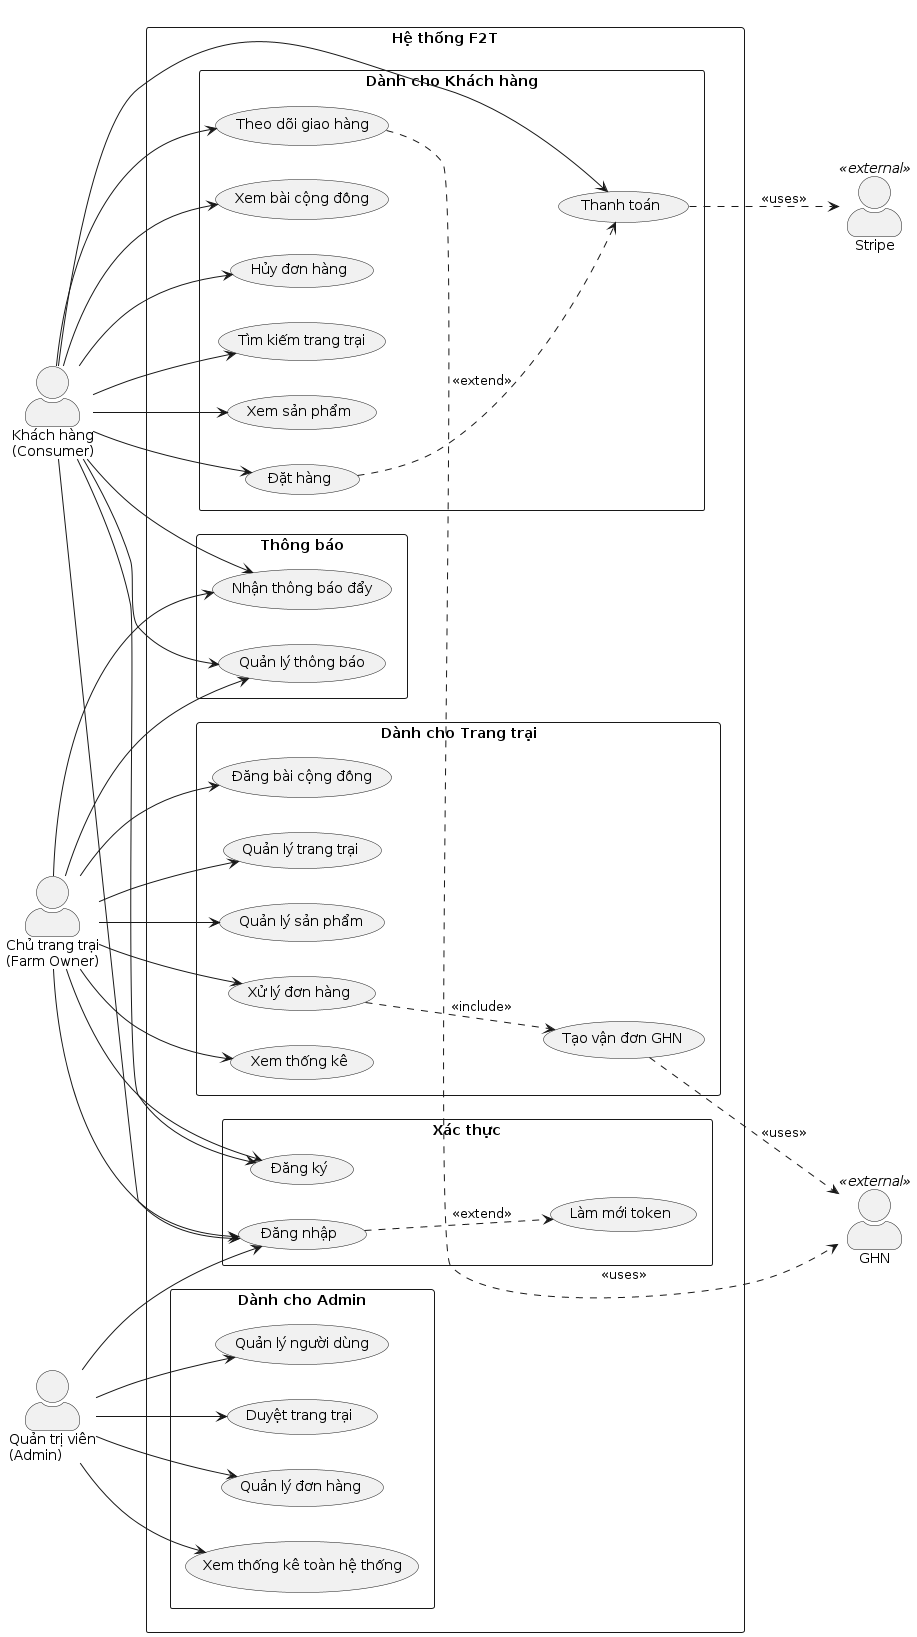 Hệ thống F2T
Dành cho Khách hàng
Theo dõi giao hàng
Xem bài cộng đồng
Hủy đơn hàng
Tìm kiếm trang trại
Xem sản phẩm
Đặt hàng
Thanh toán
«extend»
«uses»
«external»
Stripe
Khách hàng
(Consumer)
Thông báo
Nhận thông báo đẩy
Quản lý thông báo
Dành cho Trang trại
Đăng bài cộng đồng
Quản lý trang trại
Quản lý sản phẩm
Xử lý đơn hàng
Xem thống kê
«include»
Tạo vận đơn GHN
Chủ trang trại
(Farm Owner)
«uses»
«external»
GHN
Xác thực
Đăng ký
Đăng nhập
«extend»
Làm mới token
«uses»
Dành cho Admin
Quản lý người dùng
Duyệt trang trại
Quản lý đơn hàng
Xem thống kê toàn hệ thống
Quản trị viên
(Admin)